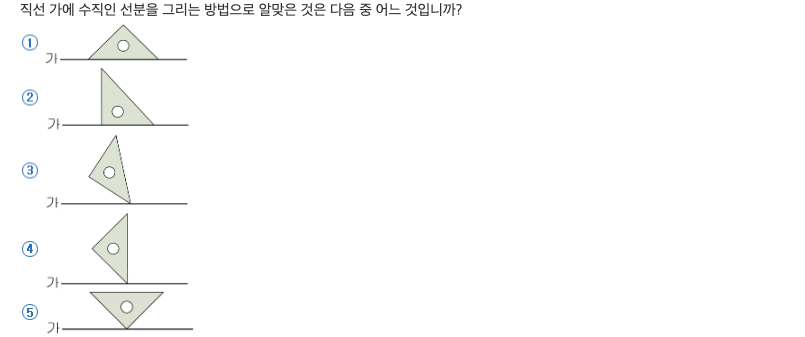 직선 가에 수직인 선분을 그리는 방법으로 알맞은 것은 다음 중 어느 것입니까?
①
가
②
가
③
가
④
가
⑤
가